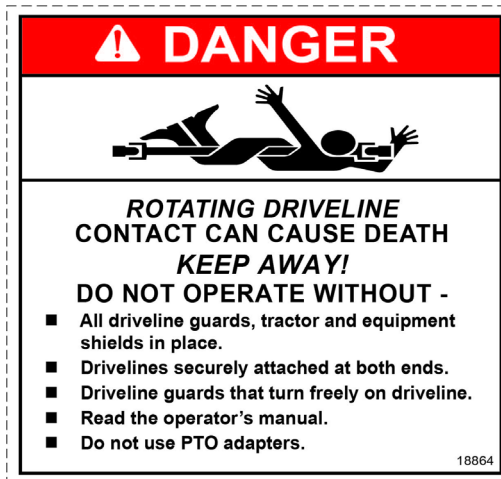 DANGER
ROTATING DRIVELINE
CONTACT CAN CAUSE DEATH
KEEP AWAY!
DO NOT OPERATE WITHOUT -
■ All driveline guards, tractor and equipment
shields in place.
■ Drivelines securely attached at both ends.
■ Driveline guards that turn freely on driveline.
■ Read the operator's manual.
■ Do not use PTO adapters.
18864